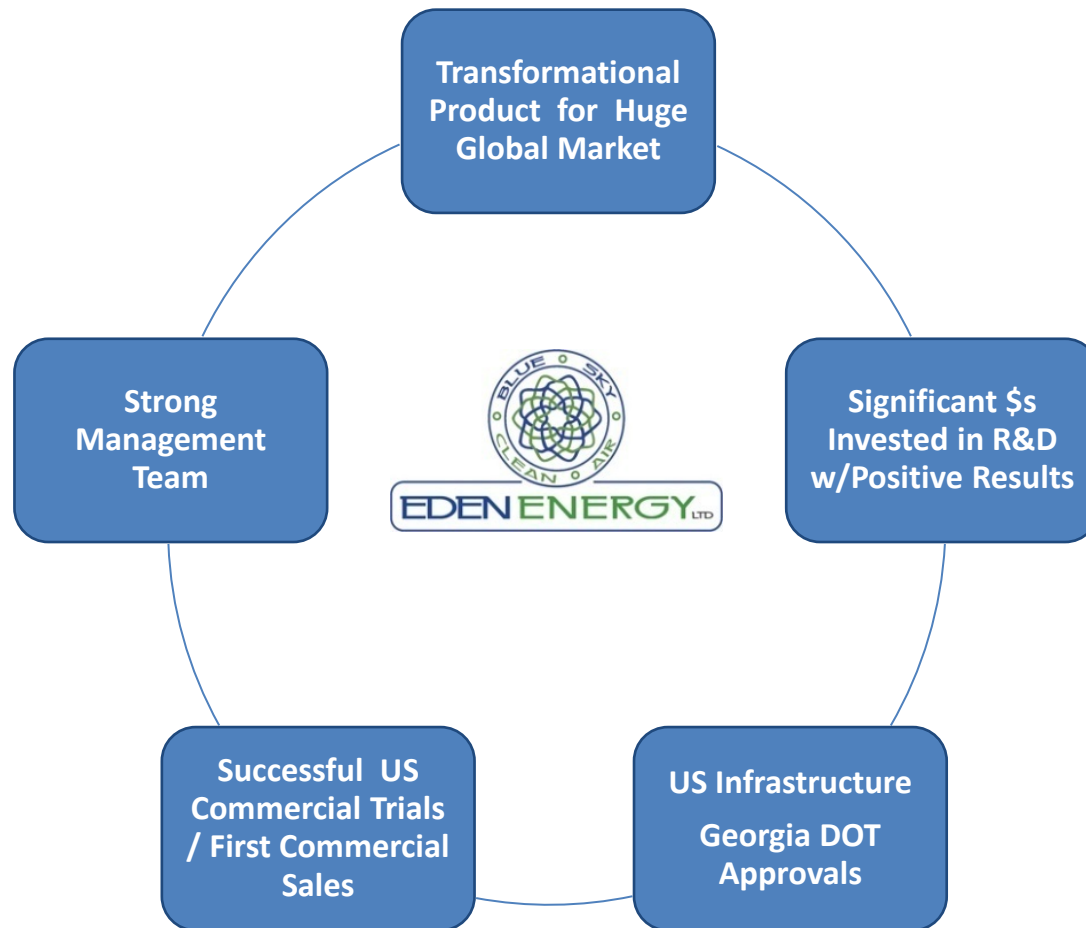 Transformational
Product for Huge
Global Market
Strong
Management
Team
BLUE SKY
CLEAN AIR
EDEN ENERGY LTD
Significant $s
Invested in R&D
w/Positive Results
Successful US
Commercial Trials
/ First Commercial
Sales
US Infrastructure
Georgia DOT
Approvals